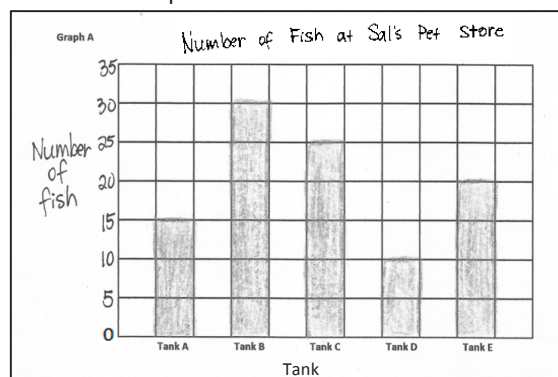 Graph A
Number of Fish at Sal's Pet Store
35
30
25
20
15
10
5
0
Number
of
fish
Tank A Tank B Tank C Tank D Tank E
Tank